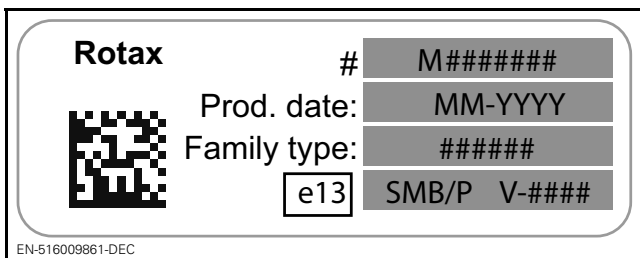 Rotax # M#######
Prod. date: MM-YYYY
Family type: ######
e13 SMB/P V-####
EN-516009861-DEC